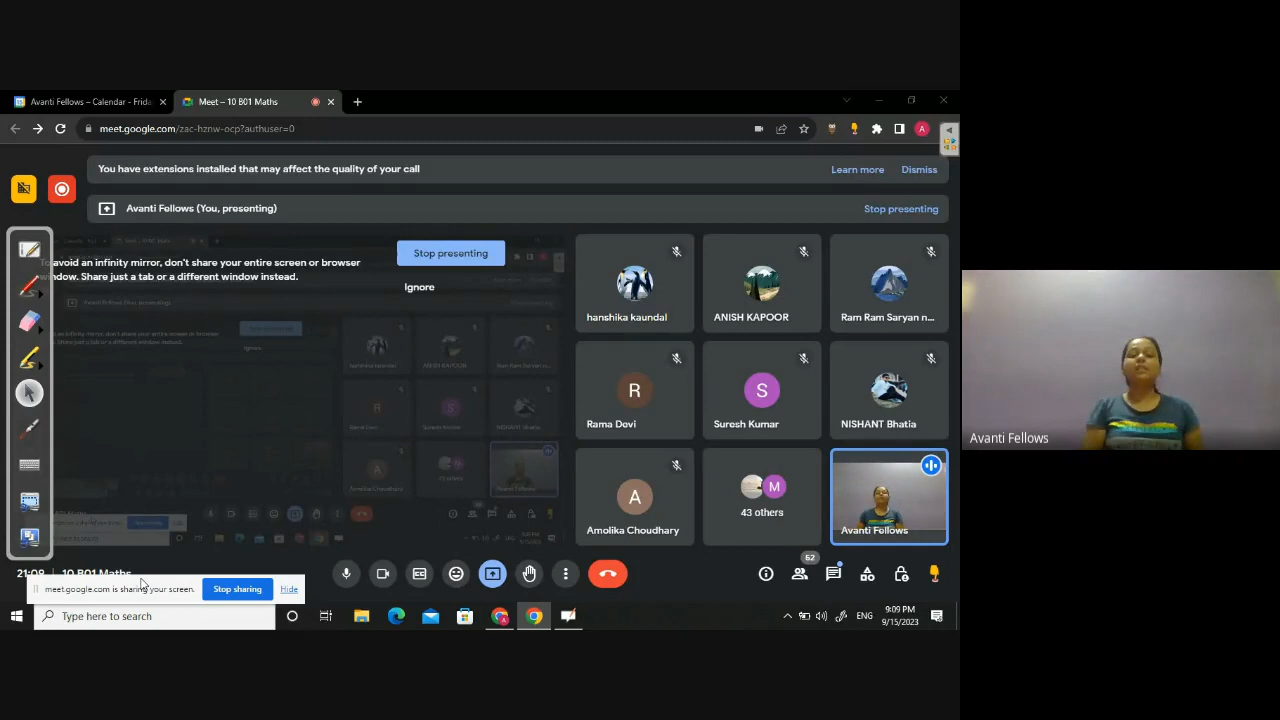 Avanti Fellows – Calendar - Frida
Meet – 10 B01 Maths
meet.google.com/zac-hznw-ocp?authuser=0
A
You have extensions installed that may affect the quality of your call
Learn more
Dismiss
Avanti Fellows (You, presenting)
Stop presenting
To avoid an infinity mirror, don't share your entire screen or browser
window. Share just a tab or a different window instead.
Stop presenting
Ignore
hanshika kaundal
ANISH KAPOOR
Ram Ram Saryan n...
R
Rama Devi
S
Suresh Kumar
NISHANT Bhatia
A
Amolika Choudhary
M
43 others
Avanti Fellows
Avanti Fellows
21:09 | 10 B01 Maths
52
meet.google.com is sharing your screen.
Stop sharing
Hide
Type here to search
ENG
9:09 PM
9/15/2023